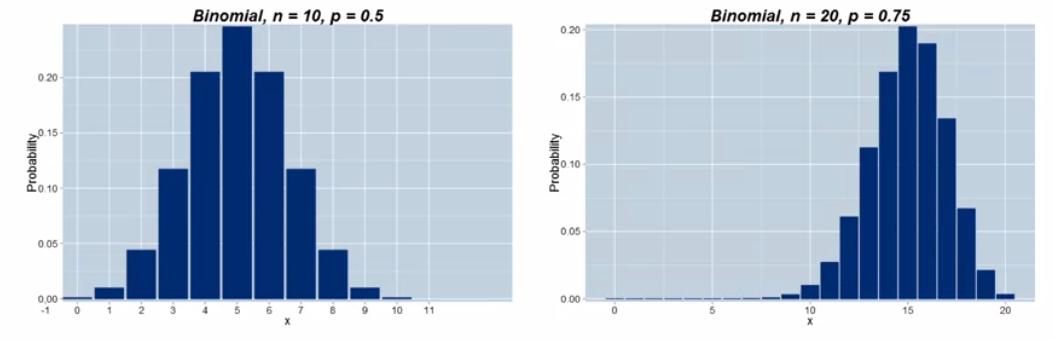 Binomial, n = 10, p = 0.5
Probability
0.20
0.15
0.10
0.05
0.00
-1 0 1 2 3 4 5 6 7 8 9 10 11
x
Binomial, n = 20, p = 0.75
Probability
0.20
0.15
0.10
0.05
0.00
0 5 10 15 20
x